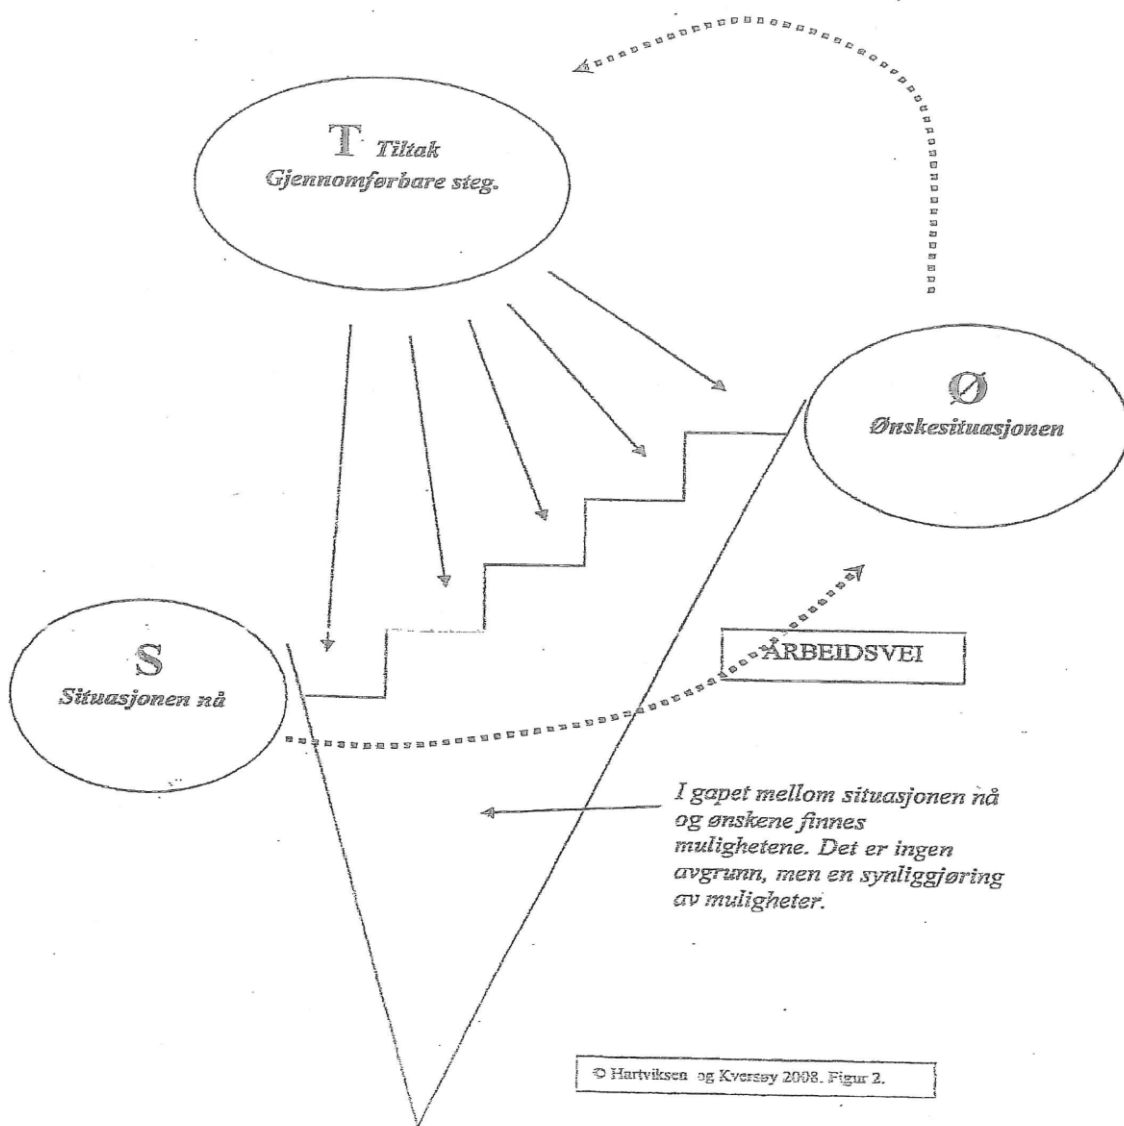 T Tiltak
Gjennomførbare steg.
Ø
Ønskesituasjonen
S
Situasjonen nå
ARBEIDSVEI
I gapet mellom situasjonen nå
og ønskene finnes
mulighetene. Det er ingen
avgrunn, men en synliggjøring
av muligheter.
© Hartviksen og Kversøy 2008. Figur 2.